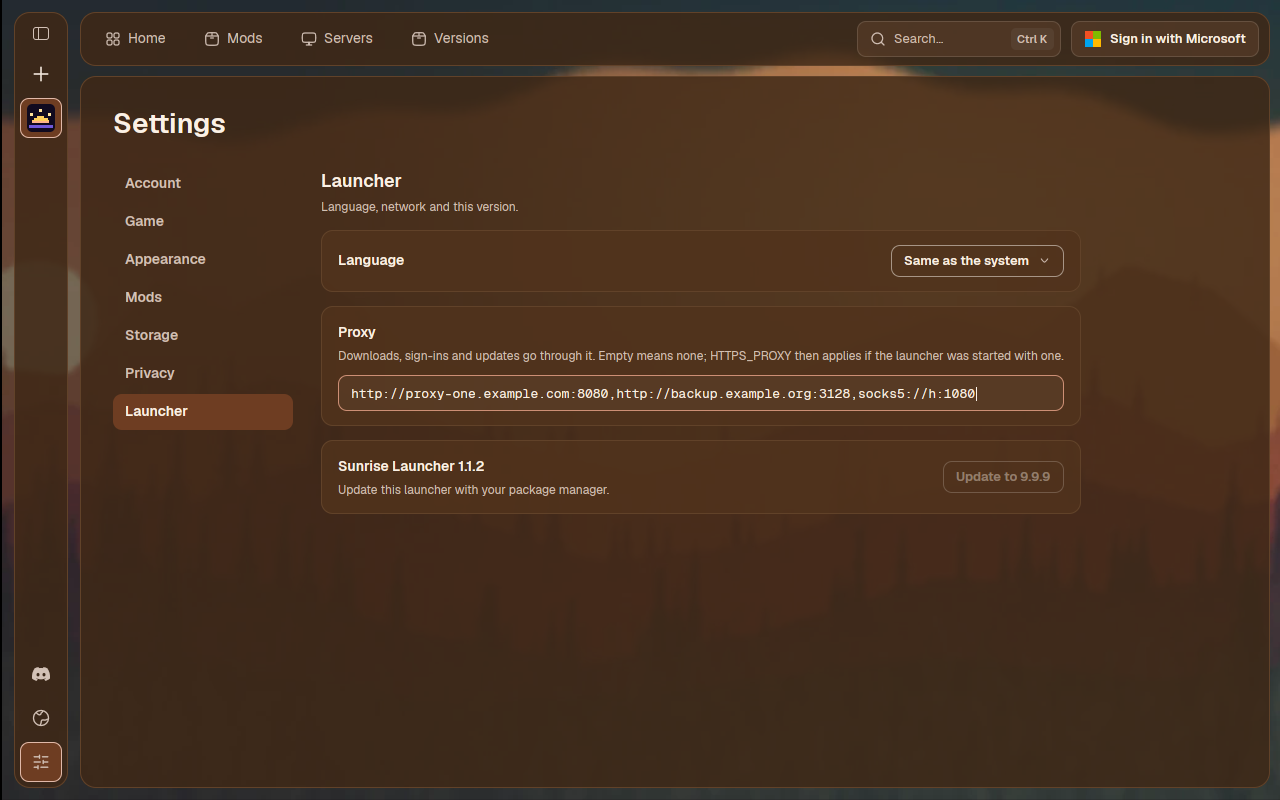 Home
Mods
Servers
Versions
Search...
Ctrl K
Sign in with Microsoft
Settings
Account
Game
Appearance
Mods
Storage
Privacy
Launcher
Launcher
Language, network and this version.
Language
Same as the system
Proxy
Downloads, sign-ins and updates go through it. Empty means none; HTTPS_PROXY then applies if the launcher was started with one.
http://proxy-one.example.com:8080,http://backup.example.org:3128,socks5://h:1080
Sunrise Launcher 1.1.2
Update this launcher with your package manager.
Update to 9.9.9